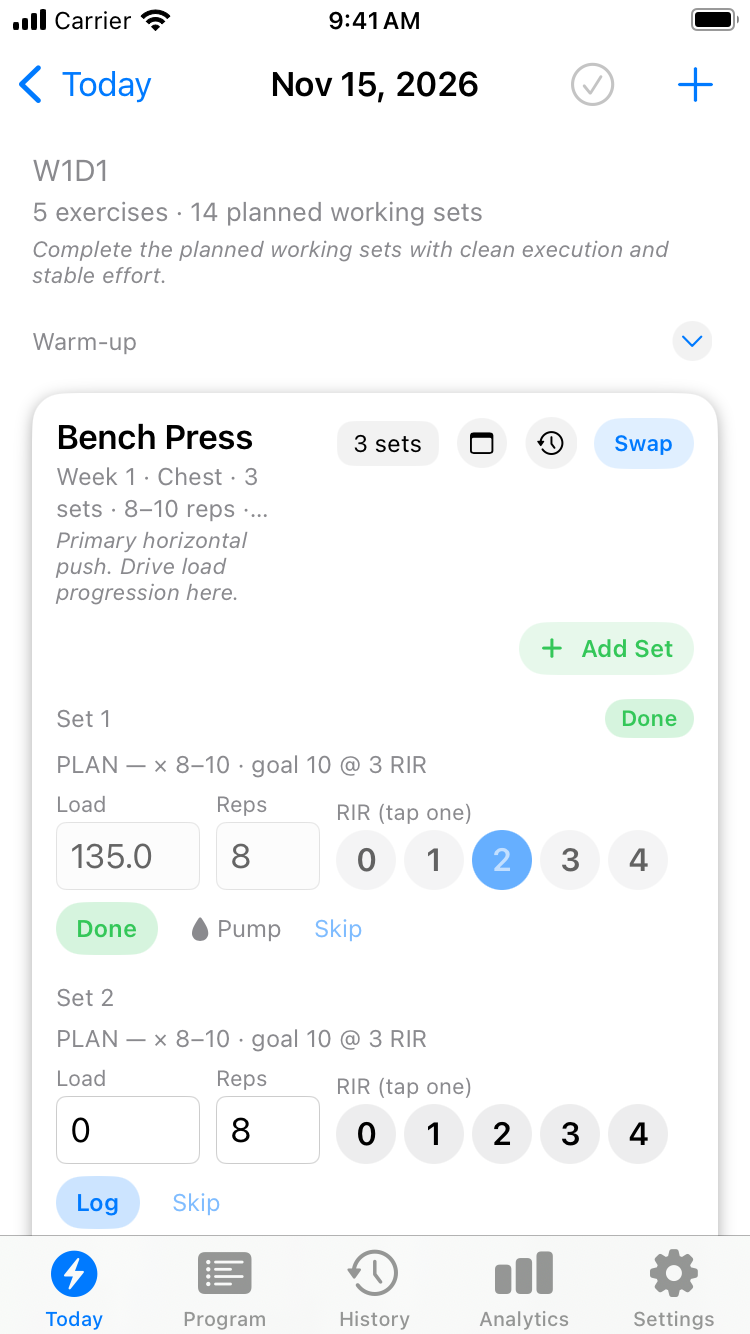 Carrier 9:41 AM
Today Nov 15, 2026
W1D1
5 exercises · 14 planned working sets
Complete the planned working sets with clean execution and
stable effort.
Warm-up
Bench Press 3 sets Swap
Week 1 · Chest · 3
sets · 8–10 reps ·...
Primary horizontal
push. Drive load
progression here.
+ Add Set
Set 1 Done
PLAN — × 8–10 · goal 10 @ 3 RIR
Load Reps RIR (tap one)
135.0 8 0 1 2 3 4
Done Pump Skip
Set 2
PLAN — × 8–10 · goal 10 @ 3 RIR
Load Reps RIR (tap one)
0 8 0 1 2 3 4
Log Skip
Today Program History Analytics Settings